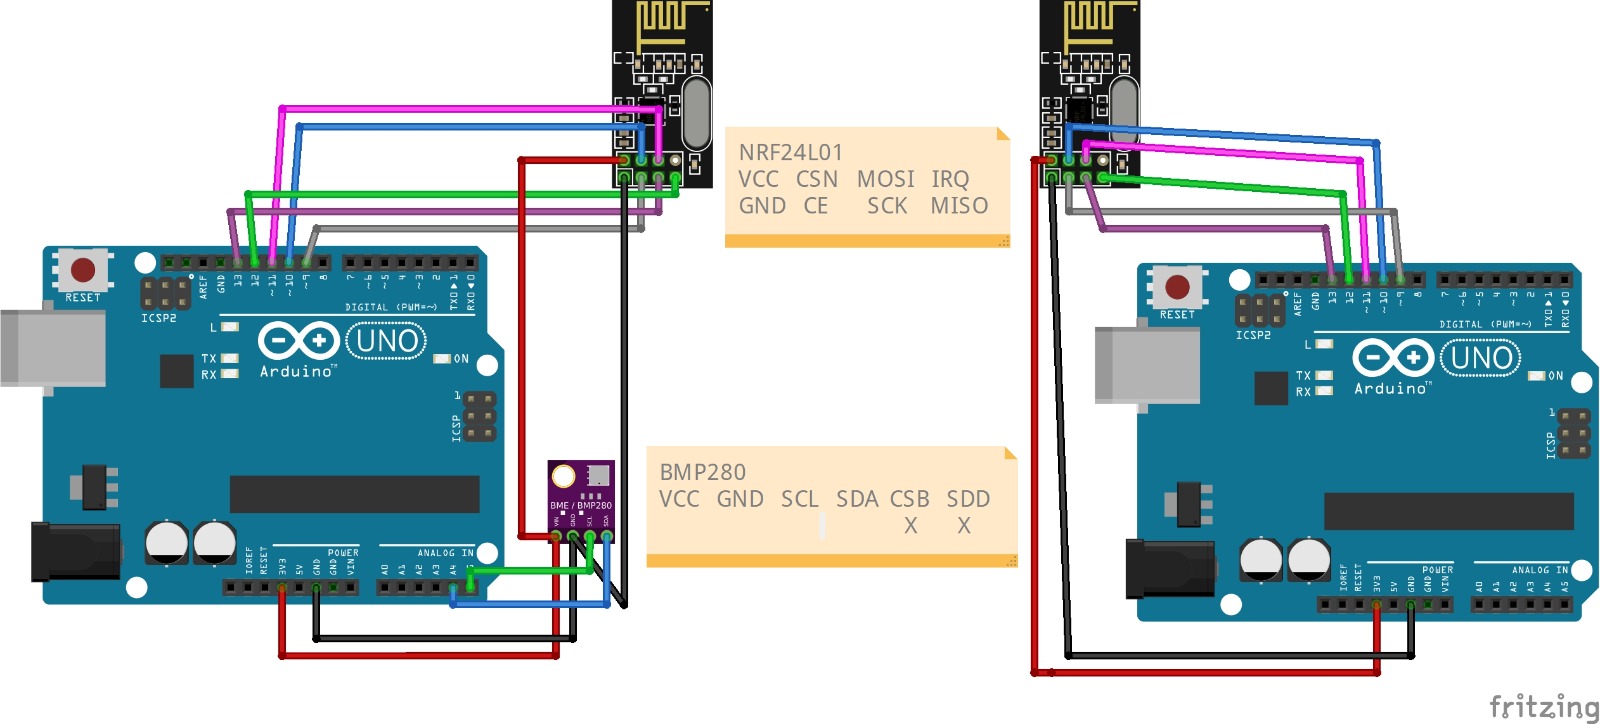 NRF24L01
VCC CSN MOSI IRQ
GND CE SCK MISO
RESET
ICSP2
AREF
GND
13
12
~11
~10
~9
8
7
~6
~5
4
~3
2
TX0▶1
RX0◀0
DIGITAL (PWM=~)
L
TX
RX
UNO
Arduino™
ON
1
ICSP
BME / BMP280
VIN
GND
SCL
SDA
IOREF
RESET
3V3
5V
GND
GND
VIN
POWER
ANALOG IN
A0
A1
A2
A3
A4
BMP280
VCC GND SCL SDA CSB SDD
X X
RESET
ICSP2
AREF
GND
13
12
~11
~10
~9
8
7
~6
~5
4
~3
2
TX0▶1
RX0◀0
DIGITAL (PWM=~)
L
TX
RX
UNO
Arduino™
ON
1
ICSP
IOREF
RESET
3V3
5V
GND
GND
VIN
POWER
ANALOG IN
A0
A1
A2
A3
A4
A5
fritzing